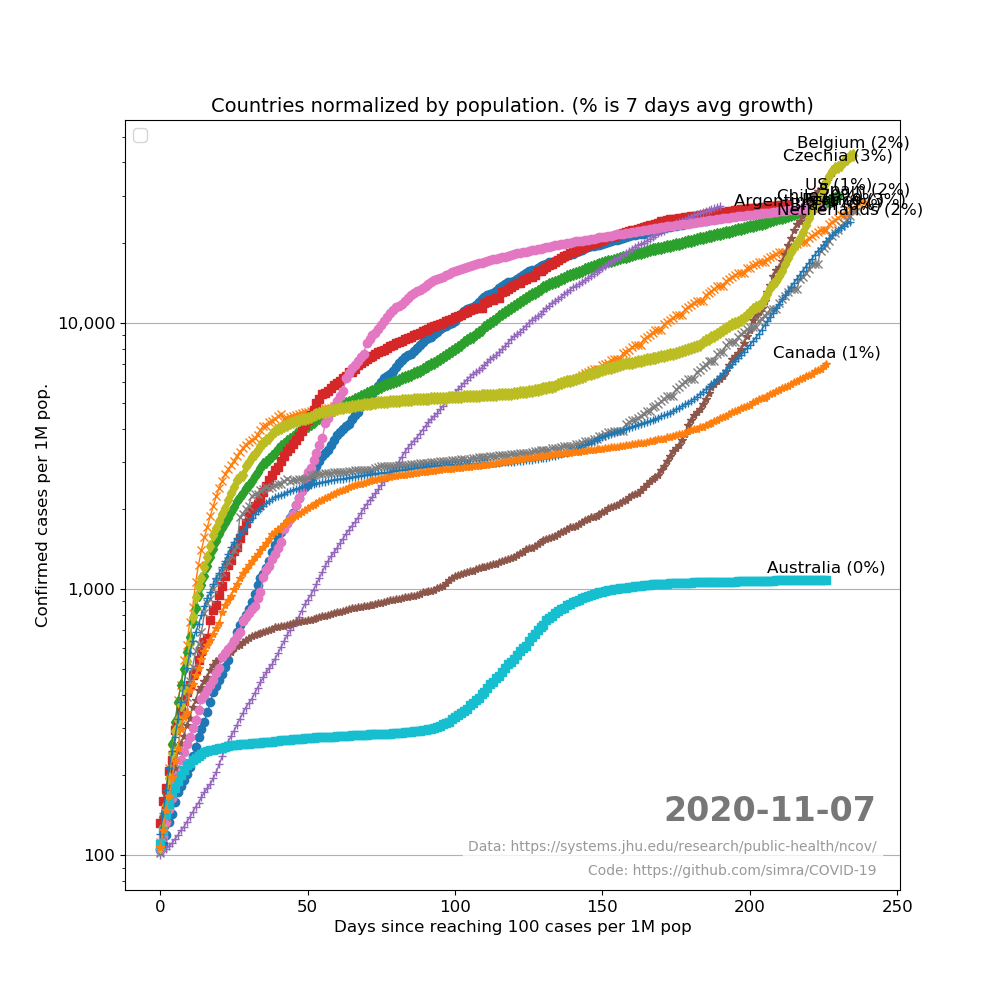 Countries normalized by population. (% is 7 days avg growth)
Belgium (2%)
Czechia (3%)
US (1%)
Spain (2%)
Netherlands (2%)
10,000
Canada (1%)
Confirmed cases per 1M pop.
1,000
Australia (0%)
2020-11-07
Data: https://systems.jhu.edu/research/public-health/ncov/
100
Code: https://github.com/simra/COVID-19
0
50
100
150
200
250
Days since reaching 100 cases per 1M pop